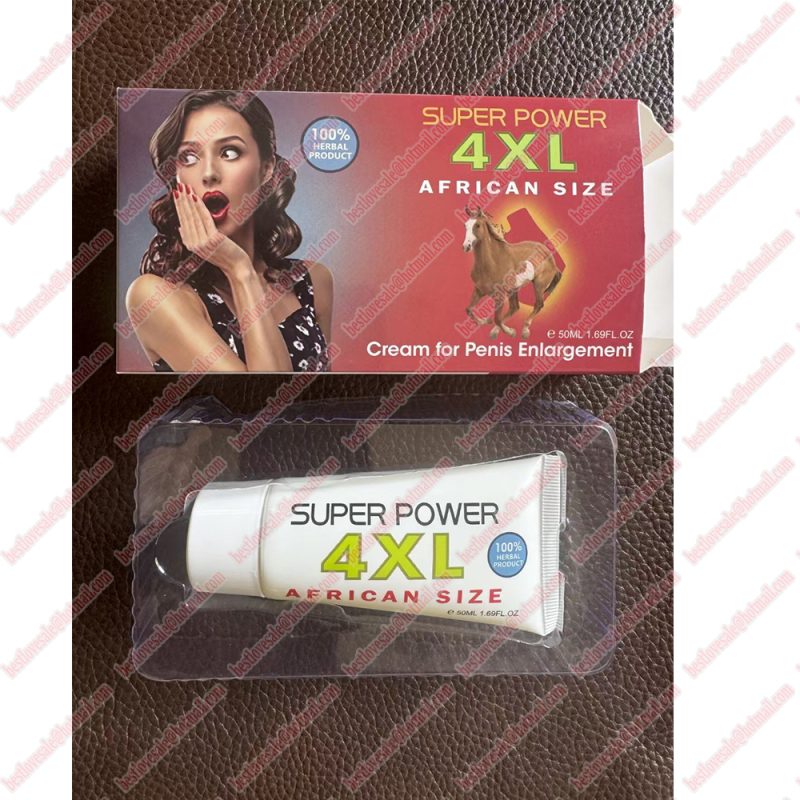 100%
HERBAL
PRODUCT
SUPER POWER
4XL
AFRICAN SIZE
℮ 50ML 1.69FL.OZ
Cream for Penis Enlargement
SUPER POWER
4XL
100%
HERBAL
PRODUCT
AFRICAN SIZE
℮ 50ML 1.69FL.OZ
bestlovesale@hotmail.com